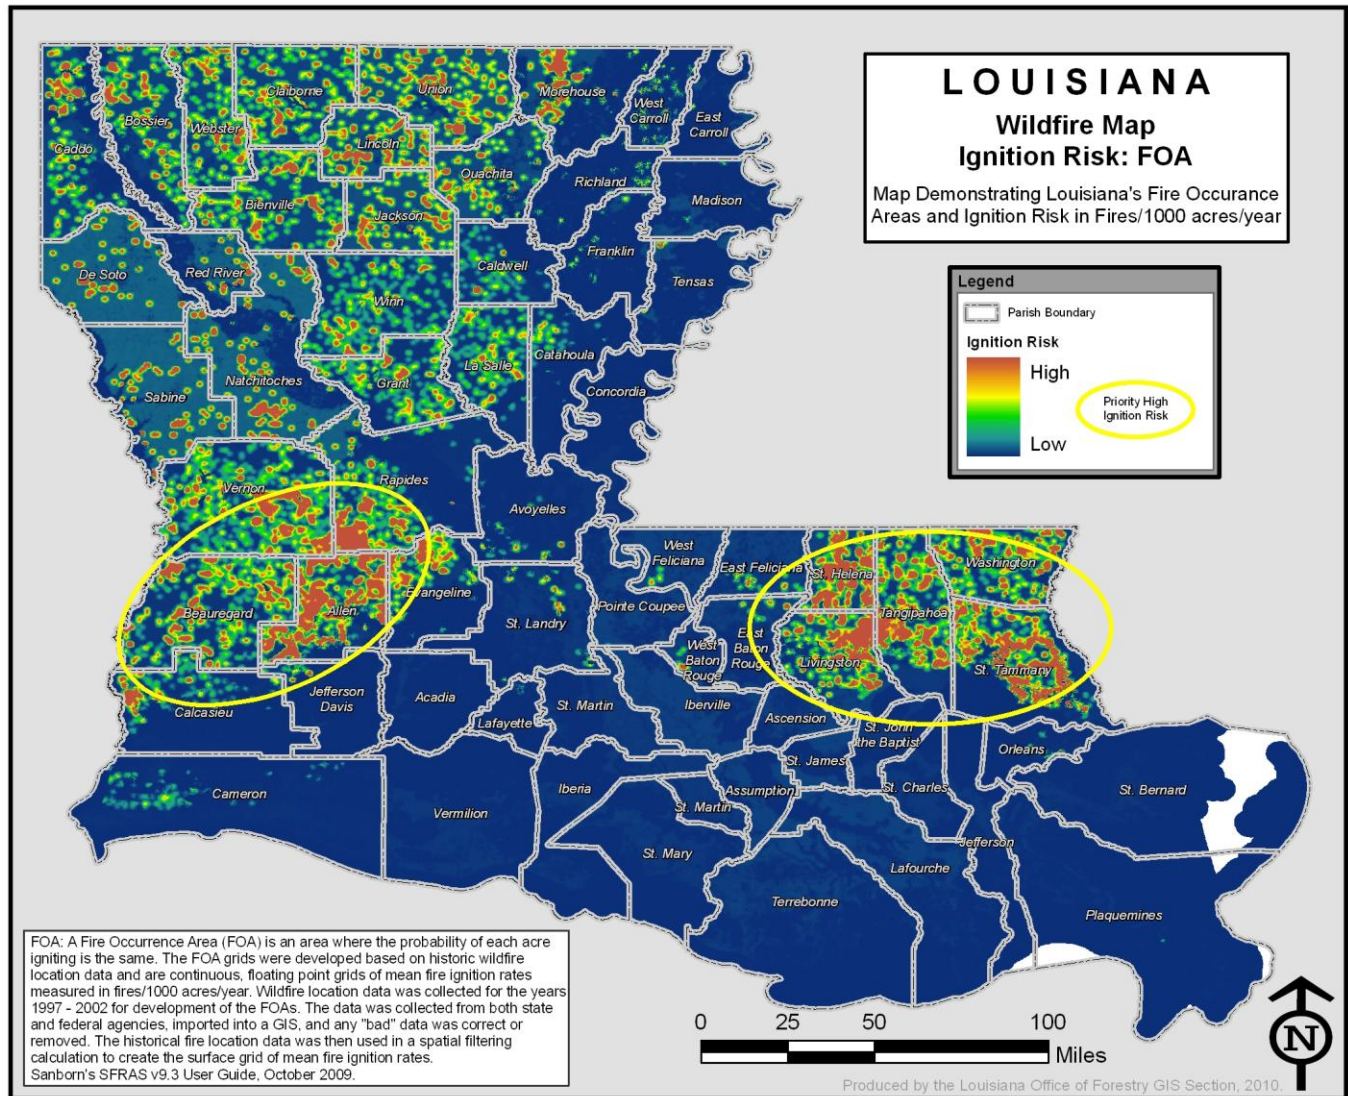 LOUISIANA
Wildfire Map
Ignition Risk: FOA
Map Demonstrating Louisiana's Fire Occurance
Areas and Ignition Risk in Fires/1000 acres/year
Legend
Parish Boundary
Ignition Risk
High
Low
Priority High
Ignition Risk
Caddo
Bossier
Webster
Claiborne
Union
Morehouse
West
Carroll
East
Carroll
Lincoln
Ouachita
Richland
Madison
Bienville
Jackson
Franklin
Tensas
De Soto
Red River
Caldwell
Winn
Catahoula
La Salle
Concordia
Natchitoches
Grant
Sabine
Vernon
Rapides
Avoyelles
Beauregard
Allen
Evangeline
St. Landry
Pointe Coupee
West
Feliciana
East Feliciana
St. Helena
Washington
Tangipahoa
East
Baton
Rouge
West
Baton
Rouge
Livingston
St. Tammany
Calcasieu
Jefferson
Davis
Acadia
Lafayette
St. Martin
Iberville
Ascension
St. John
the Baptist
Orleans
St. James
Cameron
Vermilion
Iberia
St. Martin
Assumption
St. Charles
St. Bernard
St. Mary
Jefferson
Lafourche
Terrebonne
Plaquemines
FOA: A Fire Occurrence Area (FOA) is an area where the probability of each acre
igniting is the same. The FOA grids were developed based on historic wildfire
location data and are continuous, floating point grids of mean fire ignition rates
measured in fires/1000 acres/year. Wildfire location data was collected for the years
1997 - 2002 for development of the FOAs. The data was collected from both state
and federal agencies, imported into a GIS, and any "bad" data was correct or
removed. The historical fire location data was then used in a spatial filtering
calculation to create the surface grid of mean fire ignition rates.
Sanborn's SFRAS v9.3 User Guide, October 2009.
0 25 50 100
Miles
N
Produced by the Louisiana Office of Forestry GIS Section, 2010.